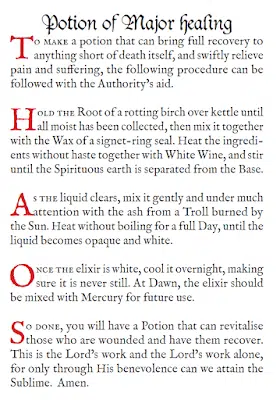 Potion of Major healing
TO MAKE a potion that can bring full recovery to
anything short of death itself, and swiftly relieve
pain and suffering, the following procedure can be
followed with the Authority's aid.
HOLD THE Root of a rotting birch over kettle until
all moist has been collected, then mix it together
with the Wax of a signet-ring seal. Heat the ingredi-
ents without haste together with White Wine, and stir
until the Spirituous earth is separated from the Base.
AS THE liquid clears, mix it gently and under much
attention with the ash from a Troll burned by
the Sun. Heat without boiling for a full Day, until the
liquid becomes opaque and white.
ONCE THE elixir is white, cool it overnight, making
sure it is never still. At Dawn, the elixir should
be mixed with Mercury for future use.
SO DONE, you will have a Potion that can revitalise
those who are wounded and have them recover.
This is the Lord's work and the Lord's work alone,
for only through His benevolence can we attain the
Sublime. Amen.